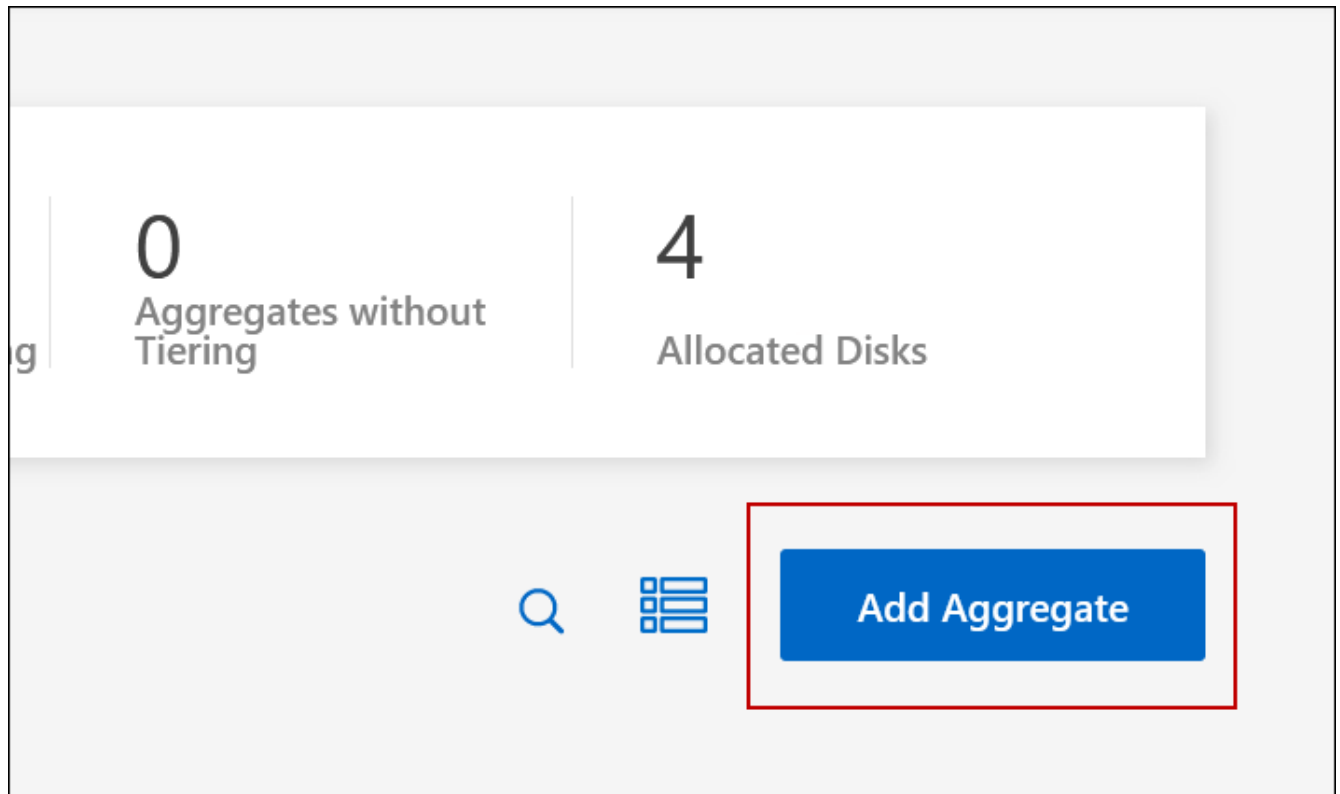 0
Aggregates without
Tiering
g
4
Allocated Disks
Add Aggregate